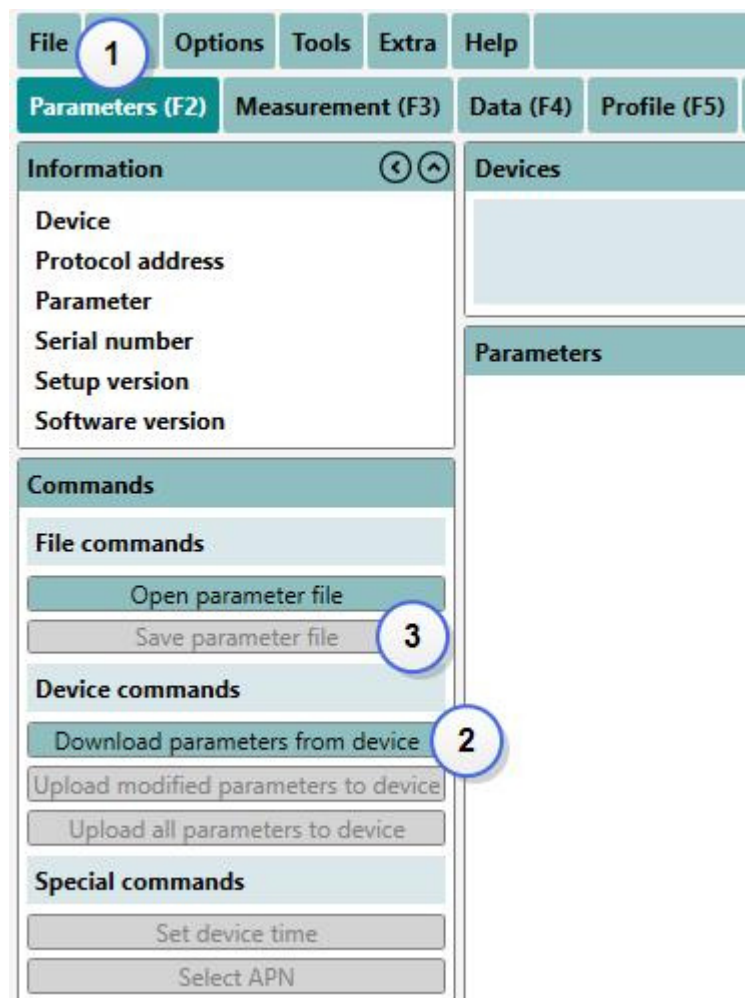 File Options Tools Extra Help
1
Parameters (F2) Measurement (F3) Data (F4) Profile (F5)
Information
Devices
Device
Protocol address
Parameter
Serial number
Setup version
Software version
Parameters
Commands
File commands
Open parameter file
Save parameter file
3
Device commands
Download parameters from device
2
Upload modified parameters to device
Upload all parameters to device
Special commands
Set device time
Select APN